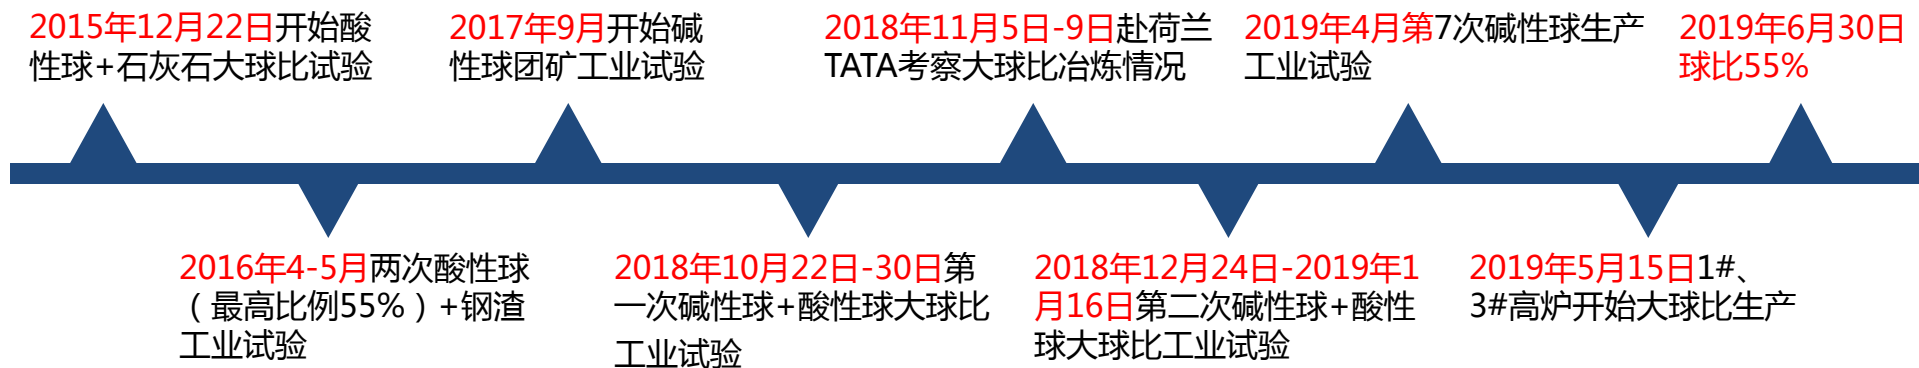 2015年12月22日开始酸
性球+石灰石大球比试验
2017年9月开始碱
性球团矿工业试验
2018年11月5日-9日赴荷兰
TATA考察大球比冶炼情况
2019年4月第7次碱性球生产
工业试验
2019年6月30日
球比55%
2016年4-5月两次酸性球
（最高比例55%）+钢渣
工业试验
2018年10月22日-30日第
一次碱性球+酸性球大球比
工业试验
2018年12月24日-2019年1
月16日第二次碱性球+酸性
球大球比工业试验
2019年5月15日1#、
3#高炉开始大球比生产